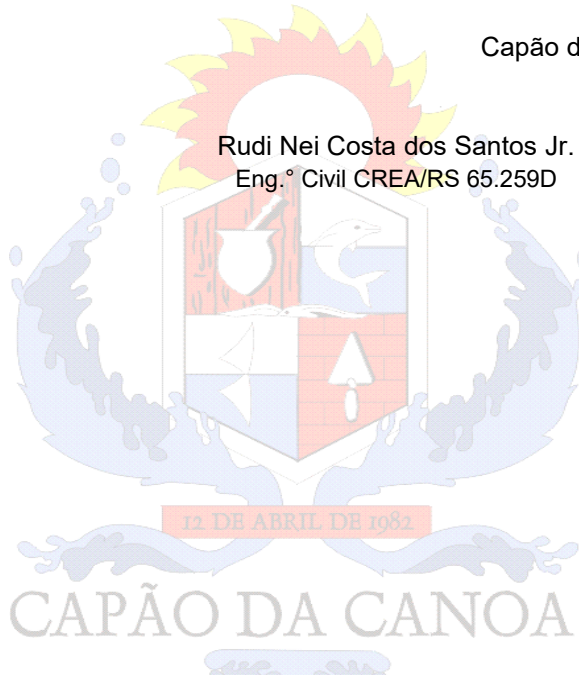 Capão d
Rudi Nei Costa dos Santos Jr.
Eng.° Civil CREA/RS 65.259D
12 DE ABRIL DE 1982
CAPÃO DA CANOA